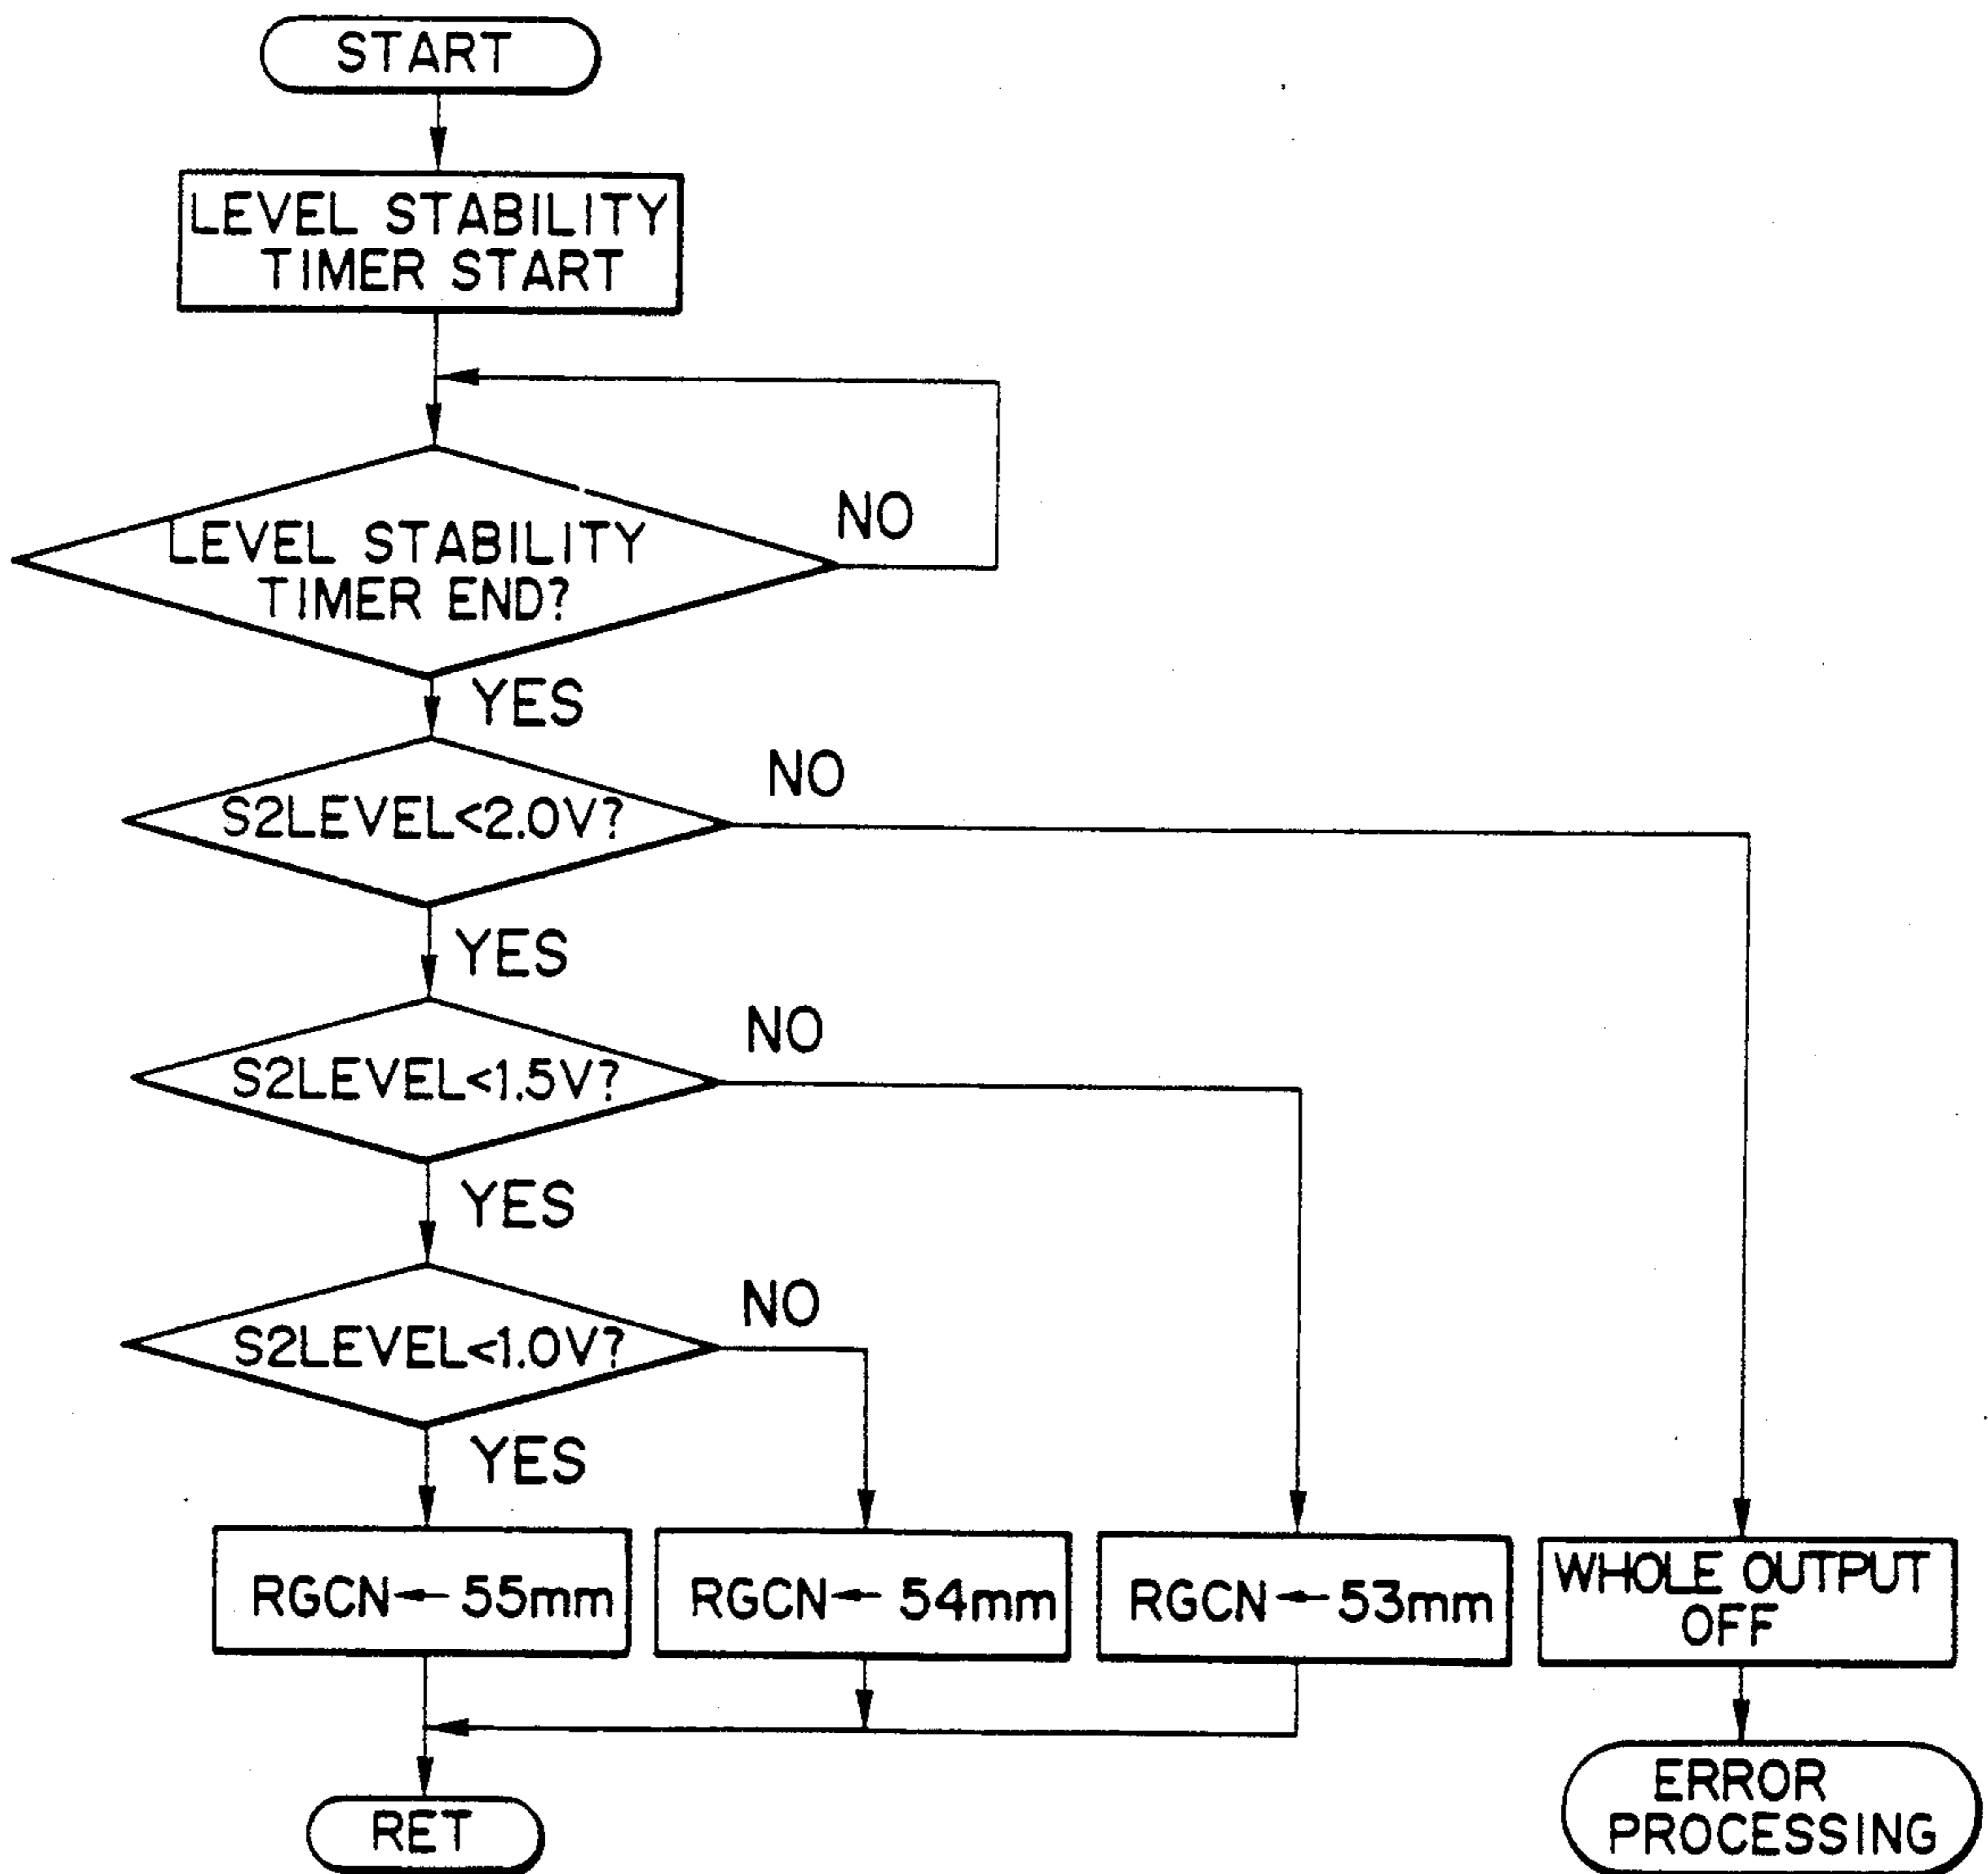 START
LEVEL STABILITY
TIMER START
NO
LEVEL STABILITY
TIMER END?
YES
NO
S2LEVEL<2.0V?
YES
NO
S2LEVEL<1.5V?
YES
NO
S2LEVEL<1.0V?
YES
RGCN←55mm
RGCN←54mm
RGCN←53mm
WHOLE OUTPUT
OFF
RET
ERROR
PROCESSING